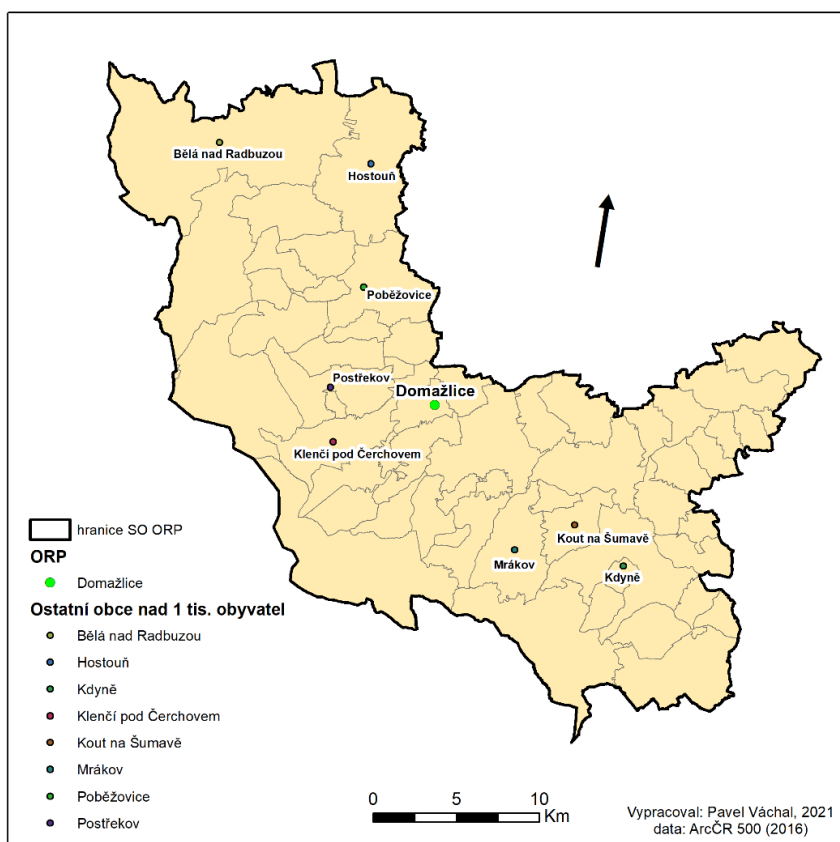 Bělá nad Radbuzou
Hostouň
Poběžovice
Postřekov
Domažlice
Klenčí pod Čerchovem
Kout na Šumavě
Mrákov
Kdyně
hranice SO ORP
ORP
Domažlice
Ostatní obce nad 1 tis. obyvatel
Bělá nad Radbuzou
Hostouň
Kdyně
Klenčí pod Čerchovem
Kout na Šumavě
Mrákov
Poběžovice
Postřekov
0 5 10
Km
Vypracoval: Pavel Váchal, 2021
data: ArcČR 500 (2016)